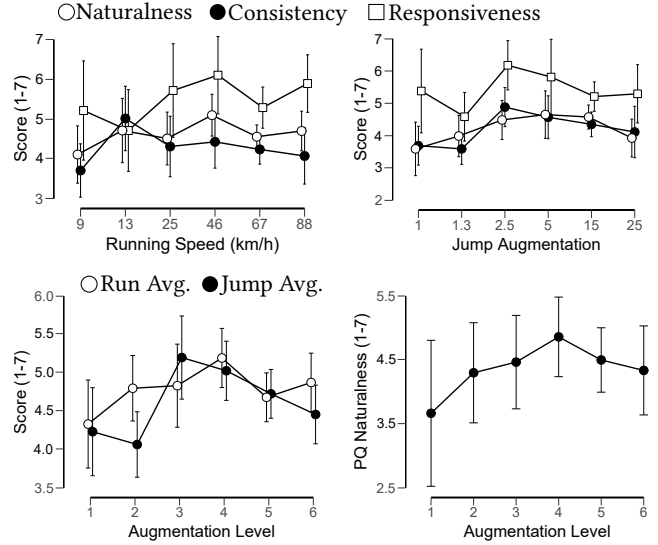 Naturalness Consistency Responsiveness
7
6
5
4
3
Score (1-7)
9 13 25 46 67 88
Running Speed (km/h)
7
6
5
4
3
2
Score (1-7)
1 1.3 2.5 5 15 25
Jump Augmentation
Run Avg. Jump Avg.
6.0
5.5
5.0
4.5
4.0
3.5
Score (1-7)
1 2 3 4 5 6
Augmentation Level
5.5
4.5
3.5
2.5
PQ Naturalness (1-7)
1 2 3 4 5 6
Augmentation Level